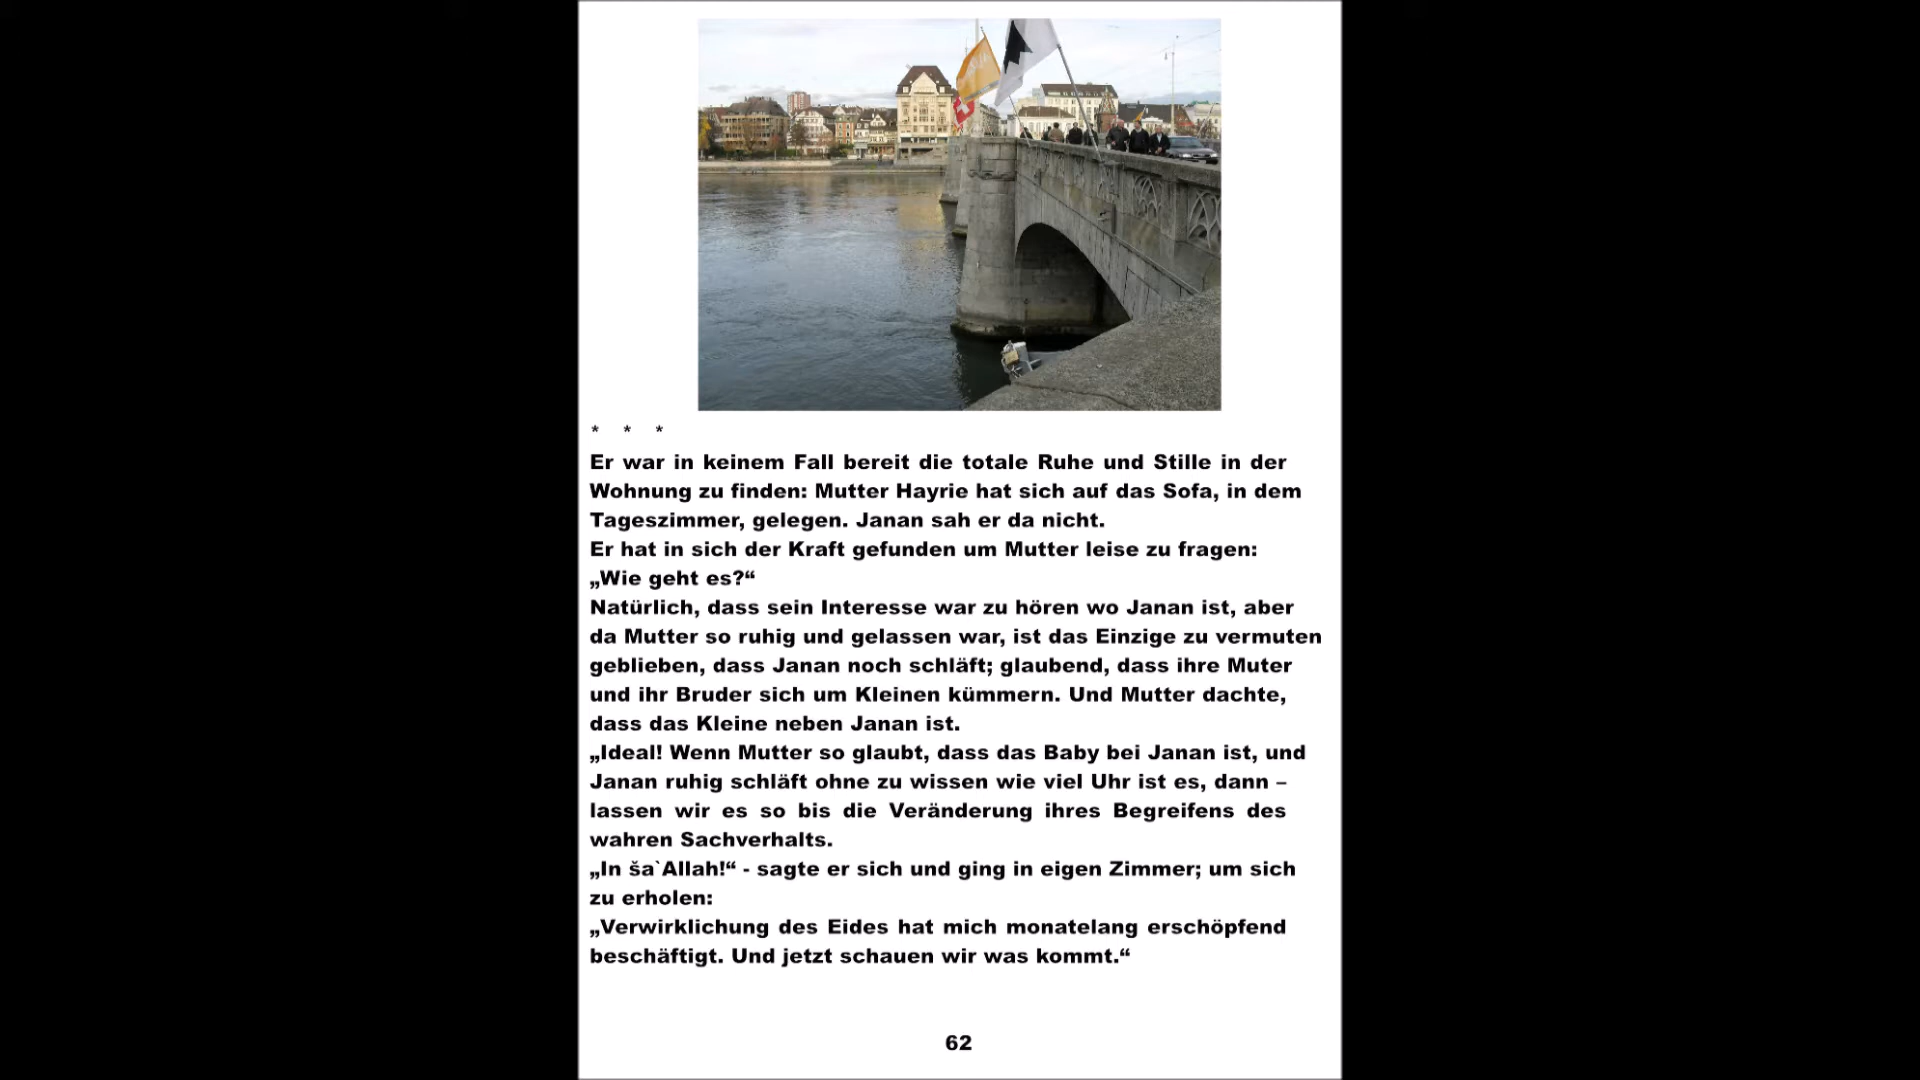 * * *
Er war in keinem Fall bereit die totale Ruhe und Stille in der
Wohnung zu finden: Mutter Hayrie hat sich auf das Sofa, in dem
Tageszimmer, gelegen. Janan sah er da nicht.
Er hat in sich der Kraft gefunden um Mutter leise zu fragen:
„Wie geht es?“
Natürlich, dass sein Interesse war zu hören wo Janan ist, aber
da Mutter so ruhig und gelassen war, ist das Einzige zu vermuten
geblieben, dass Janan noch schläft; glaubend, dass ihre Muter
und ihr Bruder sich um Kleinen kümmern. Und Mutter dachte,
dass das Kleine neben Janan ist.
„Ideal! Wenn Mutter so glaubt, dass das Baby bei Janan ist, und
Janan ruhig schläft ohne zu wissen wie viel Uhr ist es, dann –
lassen wir es so bis die Veränderung ihres Begreifens des
wahren Sachverhalts.
„In ša`Allah!“ - sagte er sich und ging in eigen Zimmer; um sich
zu erholen:
„Verwirklichung des Eides hat mich monatelang erschöpfend
beschäftigt. Und jetzt schauen wir was kommt.“
62